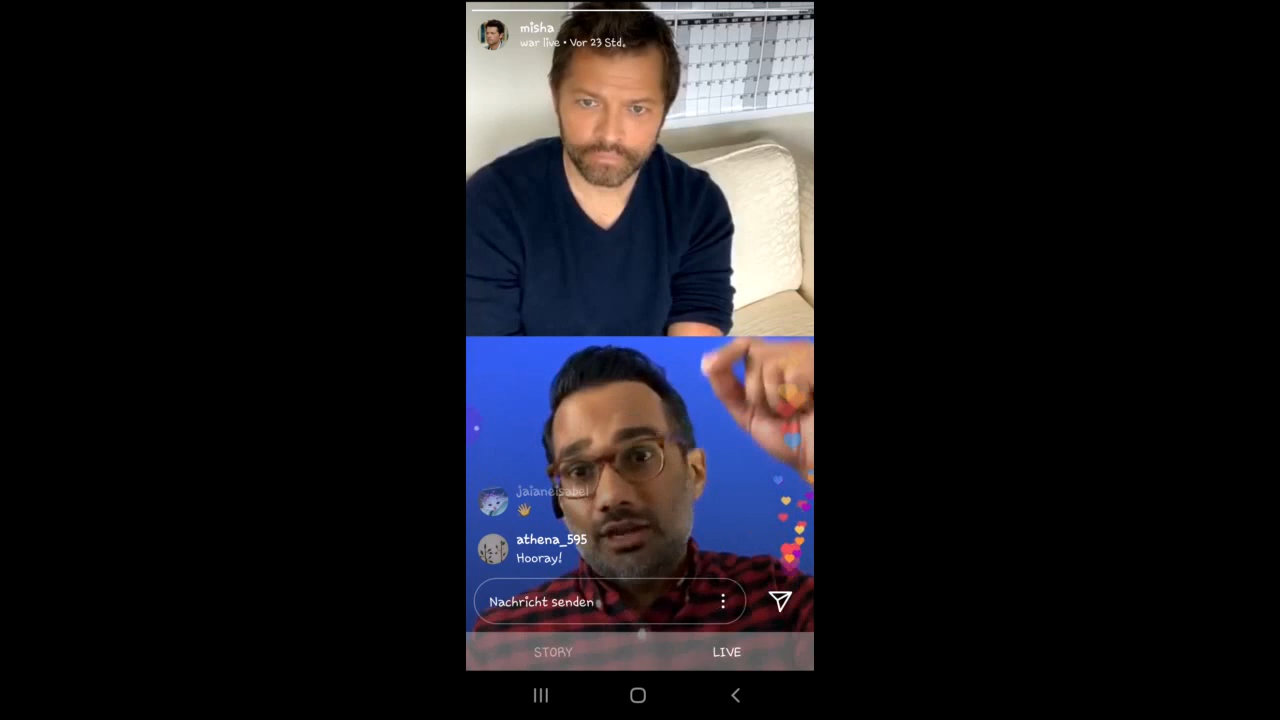 misha
war live • Vor 23 Std.
jaianeisabel
👋
athena_595
Hooray!
Nachricht senden
STORY
LIVE